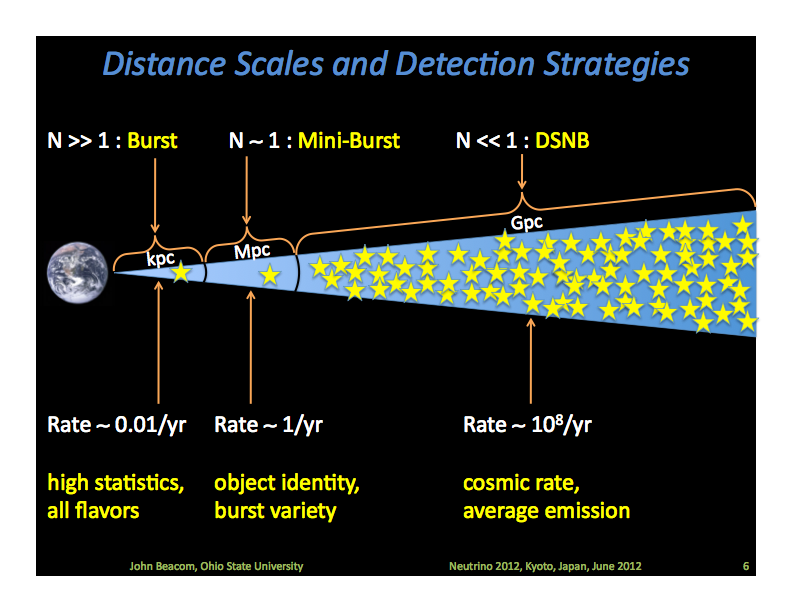 Distance Scales and Detection Strategies
N >> 1 : Burst
N ~ 1 : Mini-Burst
N << 1 : DSNB
kpc
Mpc
Gpc
Rate ~ 0.01/yr
Rate ~ 1/yr
Rate ~ 10⁸/yr
high statistics,
all flavors
object identity,
burst variety
cosmic rate,
average emission
John Beacom, Ohio State University
Neutrino 2012, Kyoto, Japan, June 2012
6